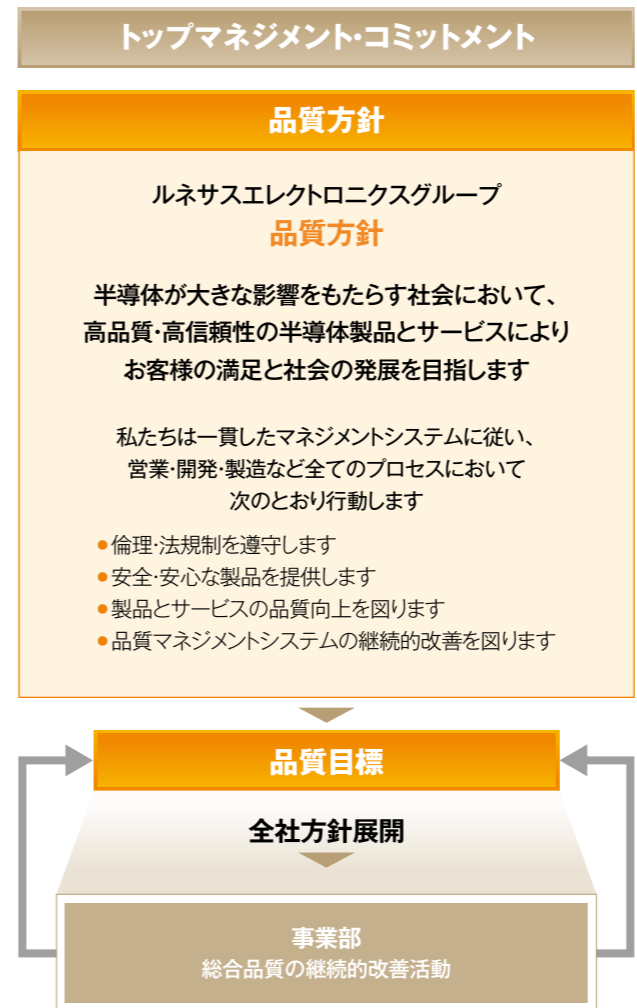 トップマネジメント・コミットメント
品質方針
ルネサスエレクトロニクスグループ
品質方針
半導体が大きな影響をもたらす社会において、
高品質・高信頼性の半導体製品とサービスにより
お客様の満足と社会の発展を目指します
私たちは一貫したマネジメントシステムに従い、
営業・開発・製造など全てのプロセスにおいて
次のとおり行動します
●倫理・法規制を遵守します
●安全・安心な製品を提供します
●製品とサービスの品質向上を図ります
●品質マネジメントシステムの継続的改善を図ります
品質目標
全社方針展開
事業部
総合品質の継続的改善活動